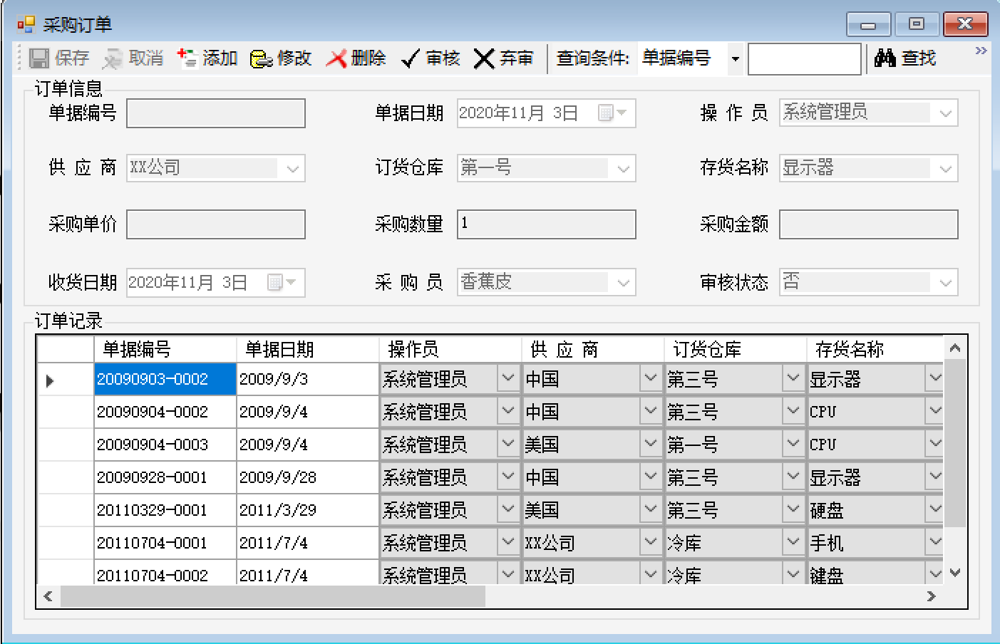 采购订单
保存 取消 添加 修改 删除 审核 弃审 查询条件: 单据编号 查找
订单信息
单据编号 单据日期 2020年11月 3日 操 作 员 系统管理员
供 应 商 XX公司 订货仓库 第一号 存货名称 显示器
采购单价 采购数量 1 采购金额
收货日期 2020年11月 3日 采 购 员 香蕉皮 审核状态 否
订单记录
单据编号 单据日期 操作员 供 应 商 订货仓库 存货名称
20090903-0002 2009/9/3 系统管理员 中国 第三号 显示器
20090904-0002 2009/9/4 系统管理员 中国 第三号 CPU
20090904-0003 2009/9/4 系统管理员 美国 第一号 CPU
20090928-0001 2009/9/28 系统管理员 中国 第三号 显示器
20110329-0001 2011/3/29 系统管理员 美国 第三号 硬盘
20110704-0001 2011/7/4 系统管理员 XX公司 冷库 手机
20110704-0002 2011/7/4 系统管理员 XX公司 冷库 键盘